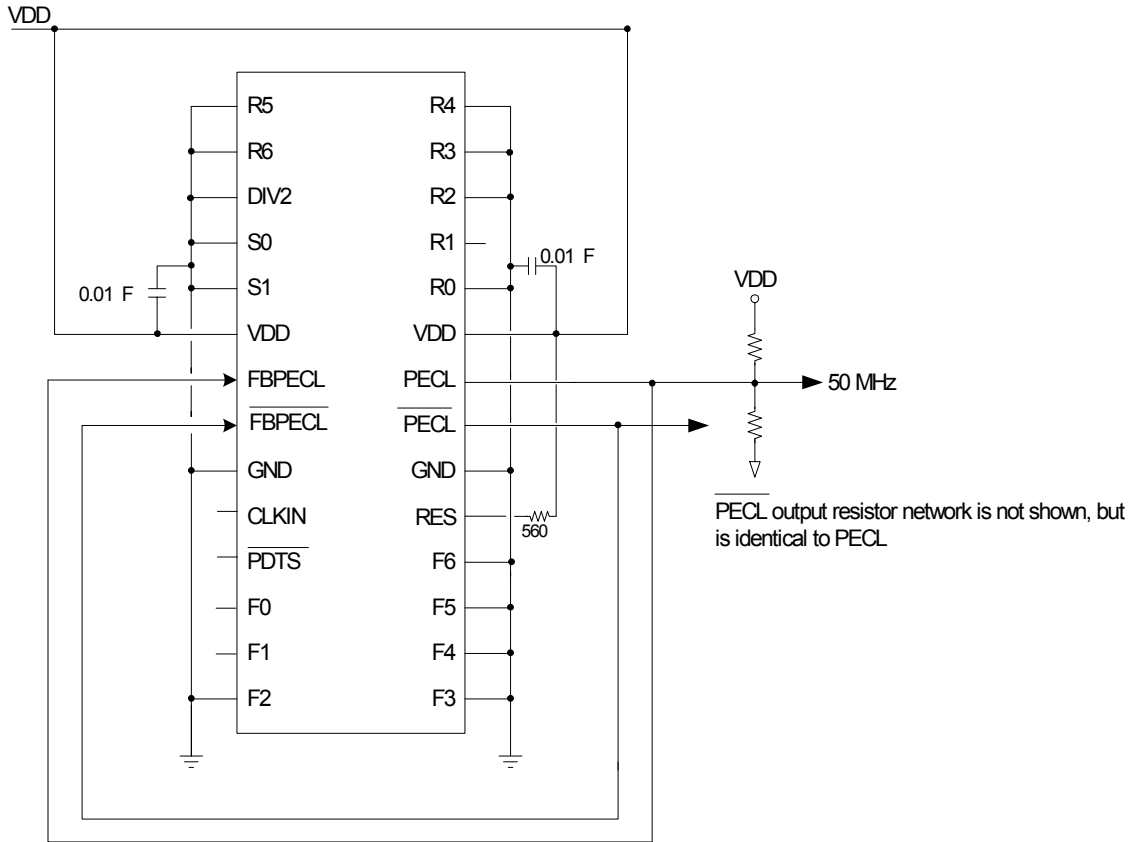 VDD
R5
R6
DIV2
S0
S1
VDD
FBPECL
FBPECL
GND
CLKIN
PDTS
F0
F1
F2
R4
R3
R2
R1
R0
VDD
PECL
PECL
GND
RES
F6
F5
F4
F3
0.01 F
0.01 F
560
VDD
50 MHz
PECL output resistor network is not shown, but
is identical to PECL